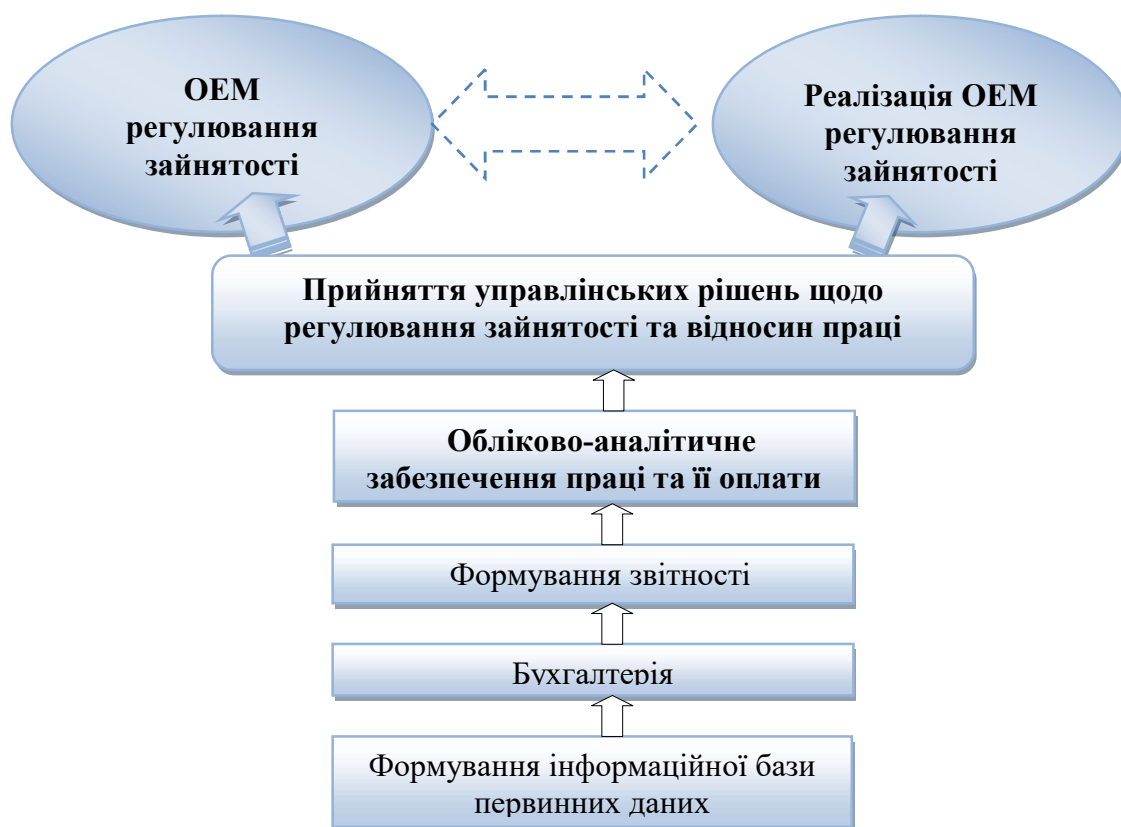 ОЕМ
регулювання
зайнятості
Реалізація ОЕМ
регулювання
зайнятості
Прийняття управлінських рішень щодо
регулювання зайнятості та відносин праці
Обліково-аналітичне
забезпечення праці та її оплати
Формування звітності
Бухгалтерія
Формування інформаційної бази
первинних даних